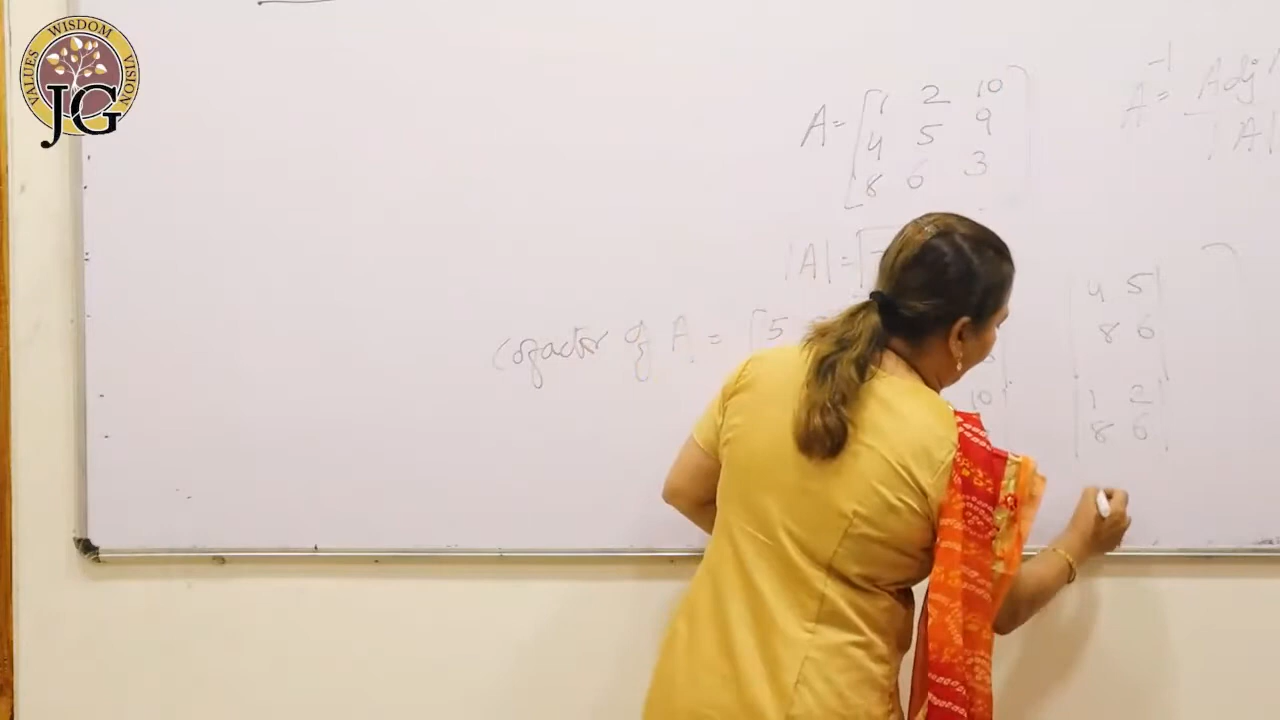 VALUES WISDOM VISION
JG
A = [ 1 2 10
4 5 9
8 6 3 ]
A⁻¹ = Adj
|A|
|A| =
Cofactor of A = [ 5
10
| 4 5 |
| 8 6 |
| 1 2 |
| 8 6 |